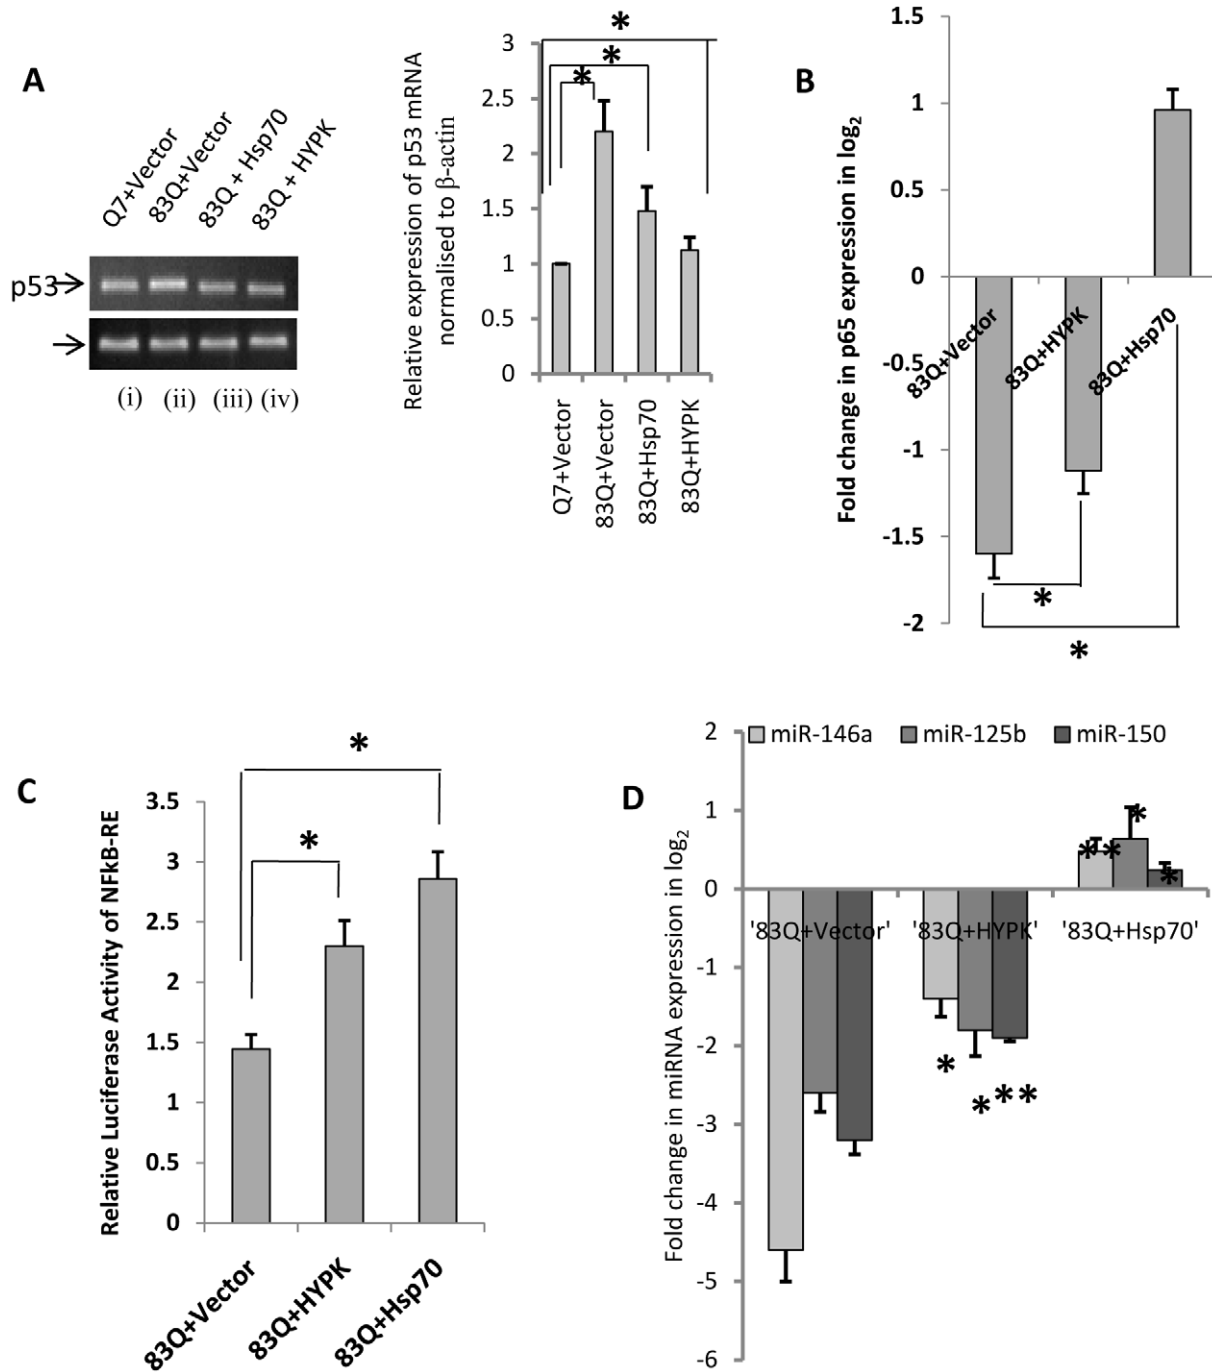 A
Q7+Vector
83Q+Vector
83Q + Hsp70
83Q + HYPK
p53
(i) (ii) (iii) (iv)
Relative expression of p53 mRNA
normalised to β-actin
3
2.5
2
1.5
1
0.5
0
*
*
*
Q7+Vector
83Q+Vector
83Q+Hsp70
83Q+HYPK
B
Fold change in p65 expression in log2
1.5
1
0.5
0
-0.5
-1
-1.5
-2
83Q+Vector
83Q+HYPK
83Q+Hsp70
*
*
C
Relative Luciferase Activity of NFkB-RE
3.5
3
2.5
2
1.5
1
0.5
0
*
*
83Q+Vector
83Q+HYPK
83Q+Hsp70
D
Fold change in miRNA expression in log2
2
1
0
-1
-2
-3
-4
-5
-6
miR-146a miR-125b miR-150
'83Q+Vector' '83Q+HYPK' '83Q+Hsp70'
*
* *
*
*
*
* *